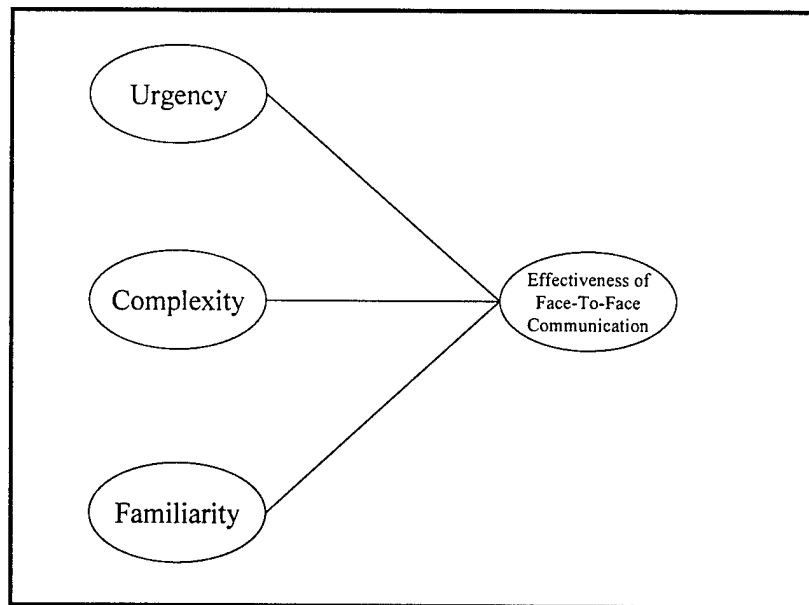 Urgency
Complexity
Effectiveness of
Face-To-Face
Communication
Familiarity